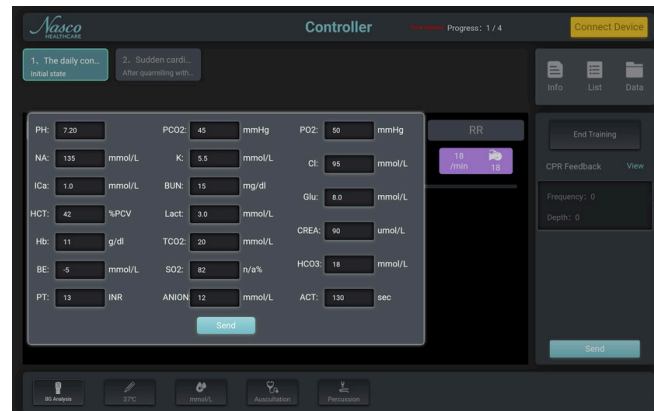 Nasco
HEALTHCARE
Controller
Progress: 1 / 4
Connect Device
1、The daily con...
Initial state
2、Sudden cardi...
After quarrelling with...
Info
List
Data
PH: 7.20
PCO2: 45 mmHg
PO2: 50 mmHg
NA: 135 mmol/L
K: 5.5 mmol/L
CI: 95 mmol/L
ICa: 1.0 mmol/L
BUN: 15 mg/dl
Glu: 8.0 mmol/L
HCT: 42 %PCV
Lact: 3.0 mmol/L
CREA: 90 umol/L
Hb: 11 g/dl
TCO2: 20 mmol/L
HCO3: 18 mmol/L
BE: -5 mmol/L
SO2: 82 n/a%
PT: 13 INR
ANION 12 mmol/L
ACT: 130 sec
Send
RR
18
/min
18
End Training
CPR Feedback
View
Frequency: 0
Depth: 0
Send
BG Analysis
37℃
mmol/L
Auscultation
Percussion